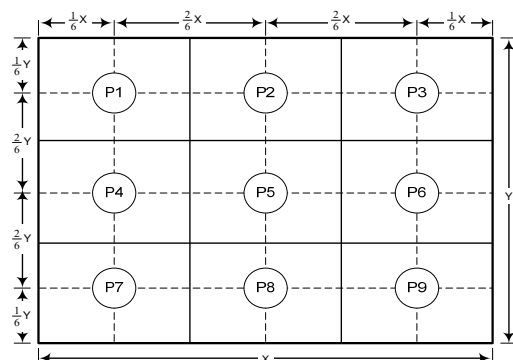 1/6 X 2/6 X 2/6 X 1/6 X
1/6 Y
P1 P2 P3
2/6 Y
P4 P5 P6 Y
2/6 Y
P7 P8 P9
1/6 Y
X